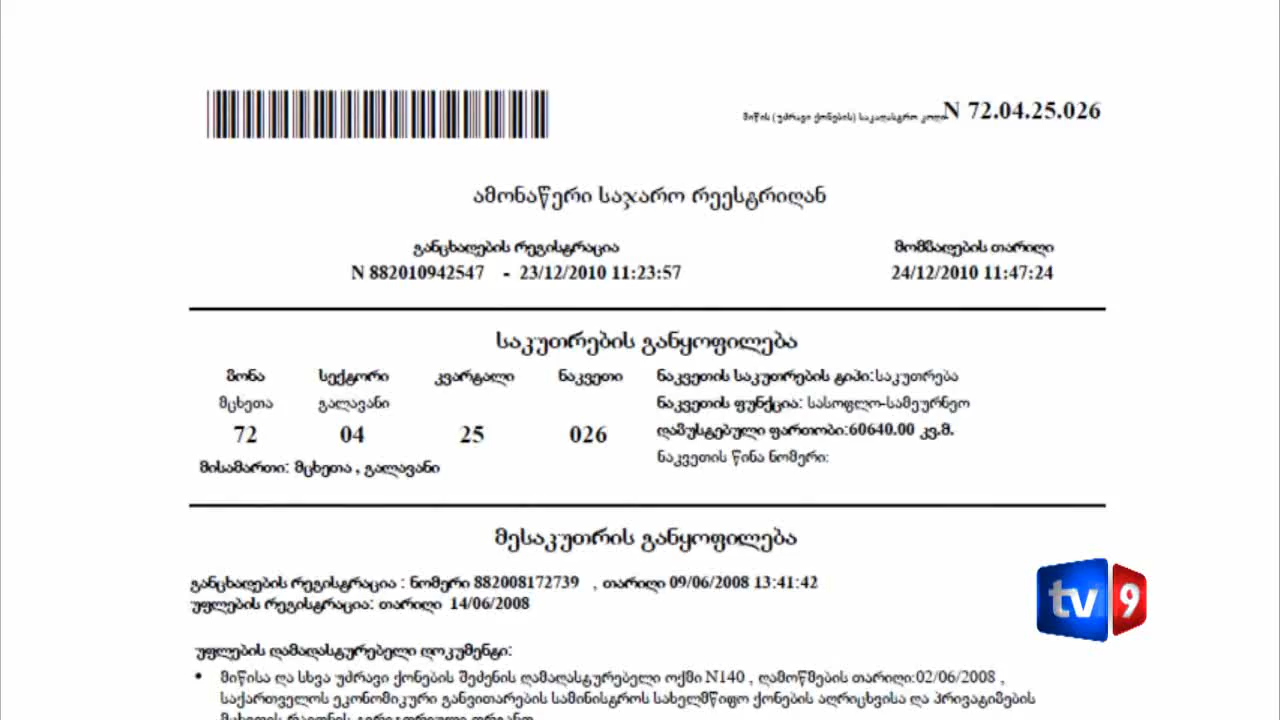 მიწის (უძრავი ქონების) საკადასტრო კოდი N 72.04.25.026
ამონაწერი საჯარო რეესტრიდან
განცხადების რეგისტრაცია მომზადების თარიღი
N 882010942547 - 23/12/2010 11:23:57 24/12/2010 11:47:24
საკუთრების განყოფილება
ზონა სექტორი კვარტალი ნაკვეთი ნაკვეთის საკუთრების ტიპი:საკუთრება
მცხეთა გალავანი ნაკვეთის ფუნქცია: სასოფლო-სამეურნეო
72 04 25 026 დაზუსტებული ფართობი:60640.00 კვ.მ.
ნაკვეთის წინა ნომერი:
მისამართი: მცხეთა , გალავანი
მესაკუთრის განყოფილება
განცხადების რეგისტრაცია : ნომერი 882008172739 , თარიღი 09/06/2008 13:41:42
უფლების რეგისტრაცია: თარიღი 14/06/2008
უფლების დამადასტურებელი დოკუმენტი:
• მიწისა და სხვა უძრავი ქონების შეძენის დამადასტურებელი ოქმი N140 , დამოწმების თარიღი:02/06/2008 ,
საქართველოს ეკონომიკური განვითარების სამინისტროს სახელმწიფო ქონების აღრიცხვისა და პრივატიზების
tv 9